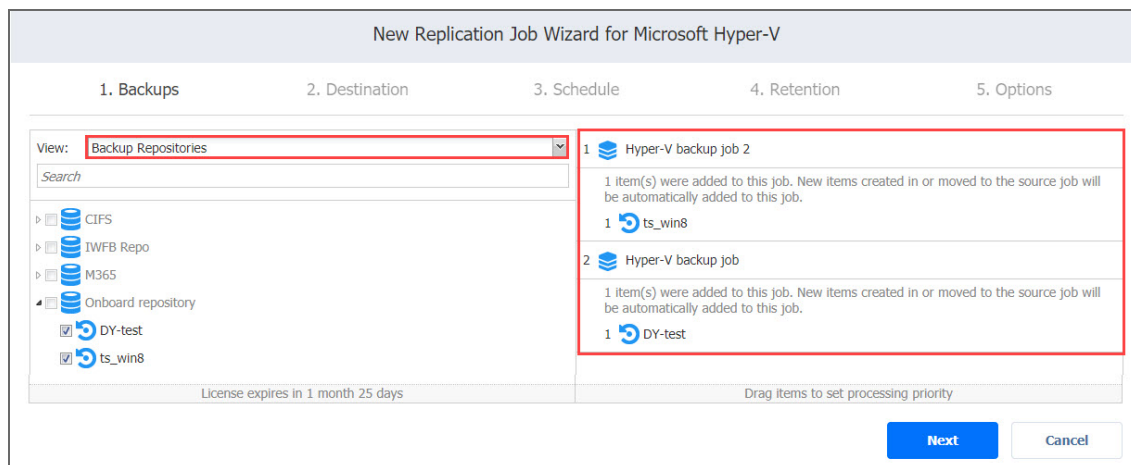 New Replication Job Wizard for Microsoft Hyper-V
1. Backups
2. Destination
3. Schedule
4. Retention
5. Options
View: Backup Repositories
Search
CIFS
IWFB Repo
M365
Onboard repository
DY-test
ts_win8
License expires in 1 month 25 days
1 Hyper-V backup job 2
1 item(s) were added to this job. New items created in or moved to the source job will
be automatically added to this job.
1 ts_win8
2 Hyper-V backup job
1 item(s) were added to this job. New items created in or moved to the source job will
be automatically added to this job.
1 DY-test
Drag items to set processing priority
Next
Cancel